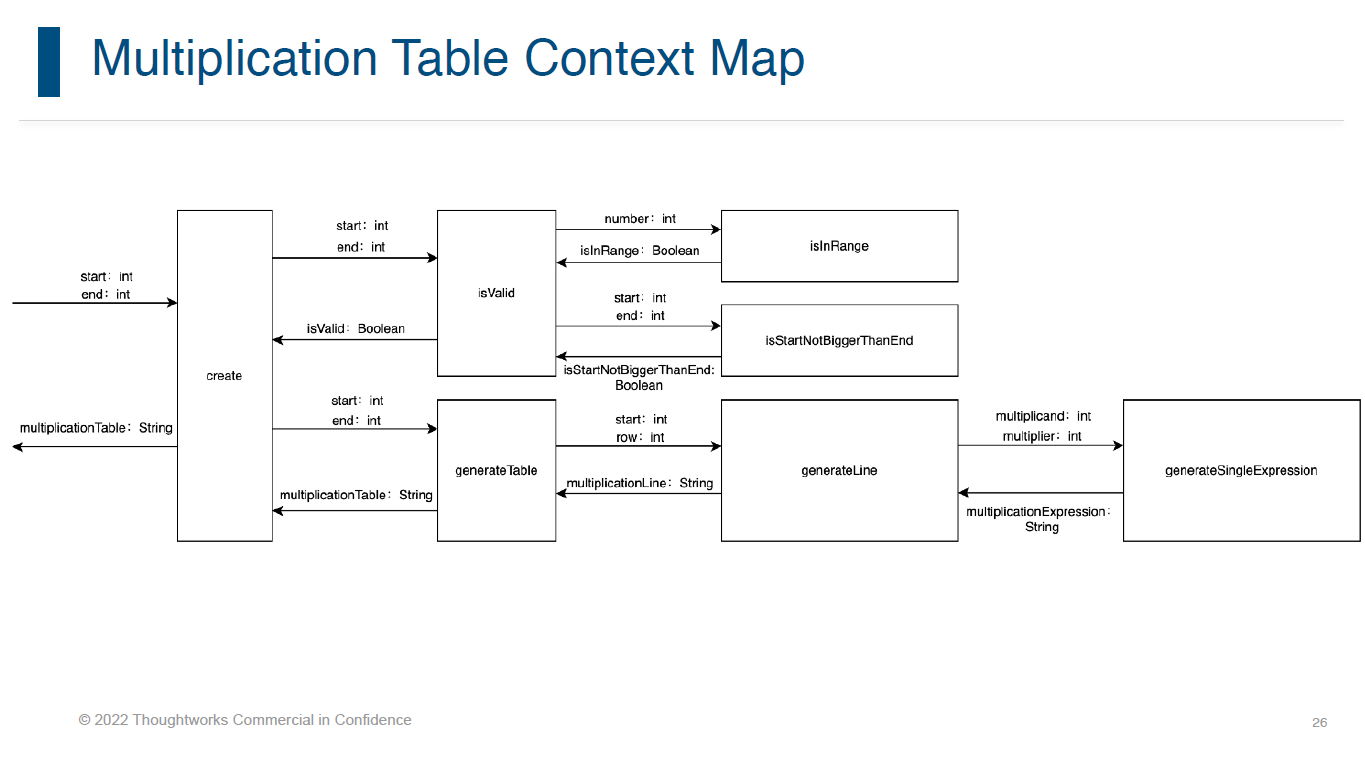 Multiplication Table Context Map
start: int
end: int
multiplicationTable: String
create
start: int
end: int
isValid: Boolean
start: int
end: int
multiplicationTable: String
isValid
number: int
isInRange: Boolean
start: int
end: int
isStartNotBiggerThanEnd:
Boolean
isInRange
isStartNotBiggerThanEnd
generateTable
start: int
row: int
multiplicationLine: String
generateLine
multiplicand: int
multiplier: int
multiplicationExpression:
String
generateSingleExpression
© 2022 Thoughtworks Commercial in Confidence
26